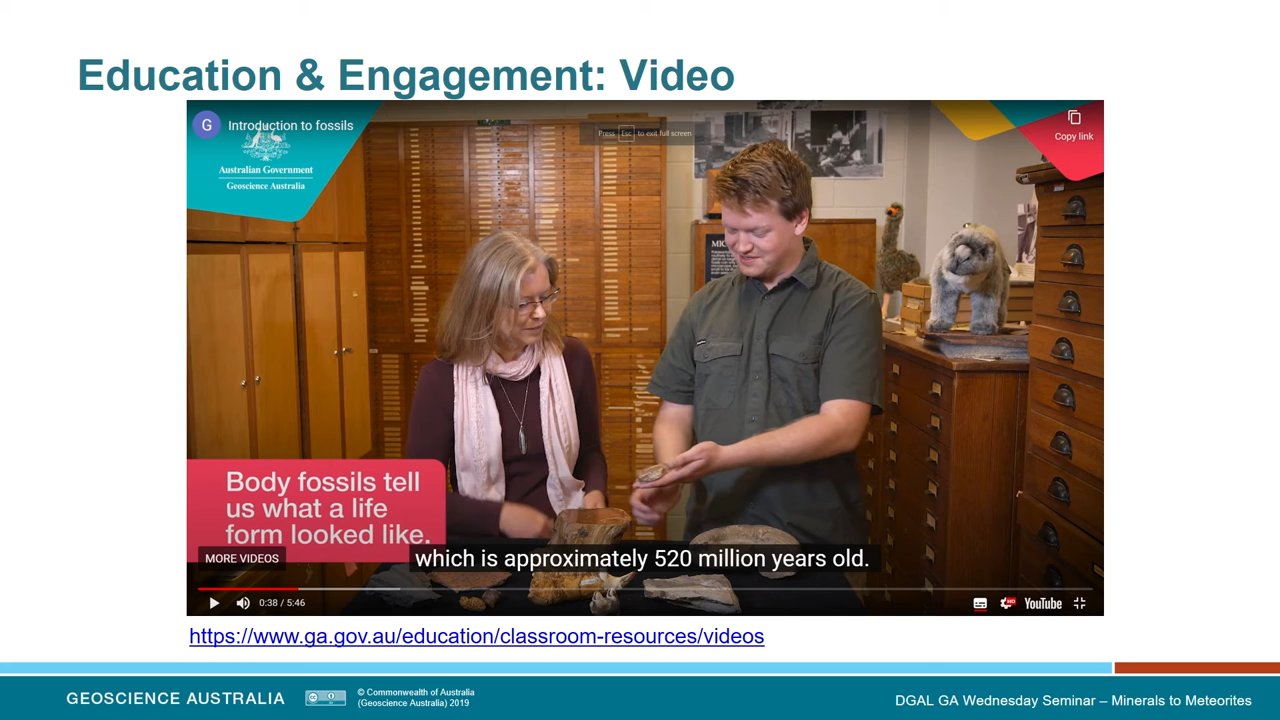 Education & Engagement: Video
G
Introduction to fossils
Press Esc to exit full screen
Copy link
Australian Government
Geoscience Australia
Body fossils tell
us what a life
form looked like.
MORE VIDEOS
which is approximately 520 million years old.
0:38 / 5:46
HD
YouTube
https://www.ga.gov.au/education/classroom-resources/videos
GEOSCIENCE AUSTRALIA
cc
BY
© Commonwealth of Australia
(Geoscience Australia) 2019
DGAL GA Wednesday Seminar – Minerals to Meteorites